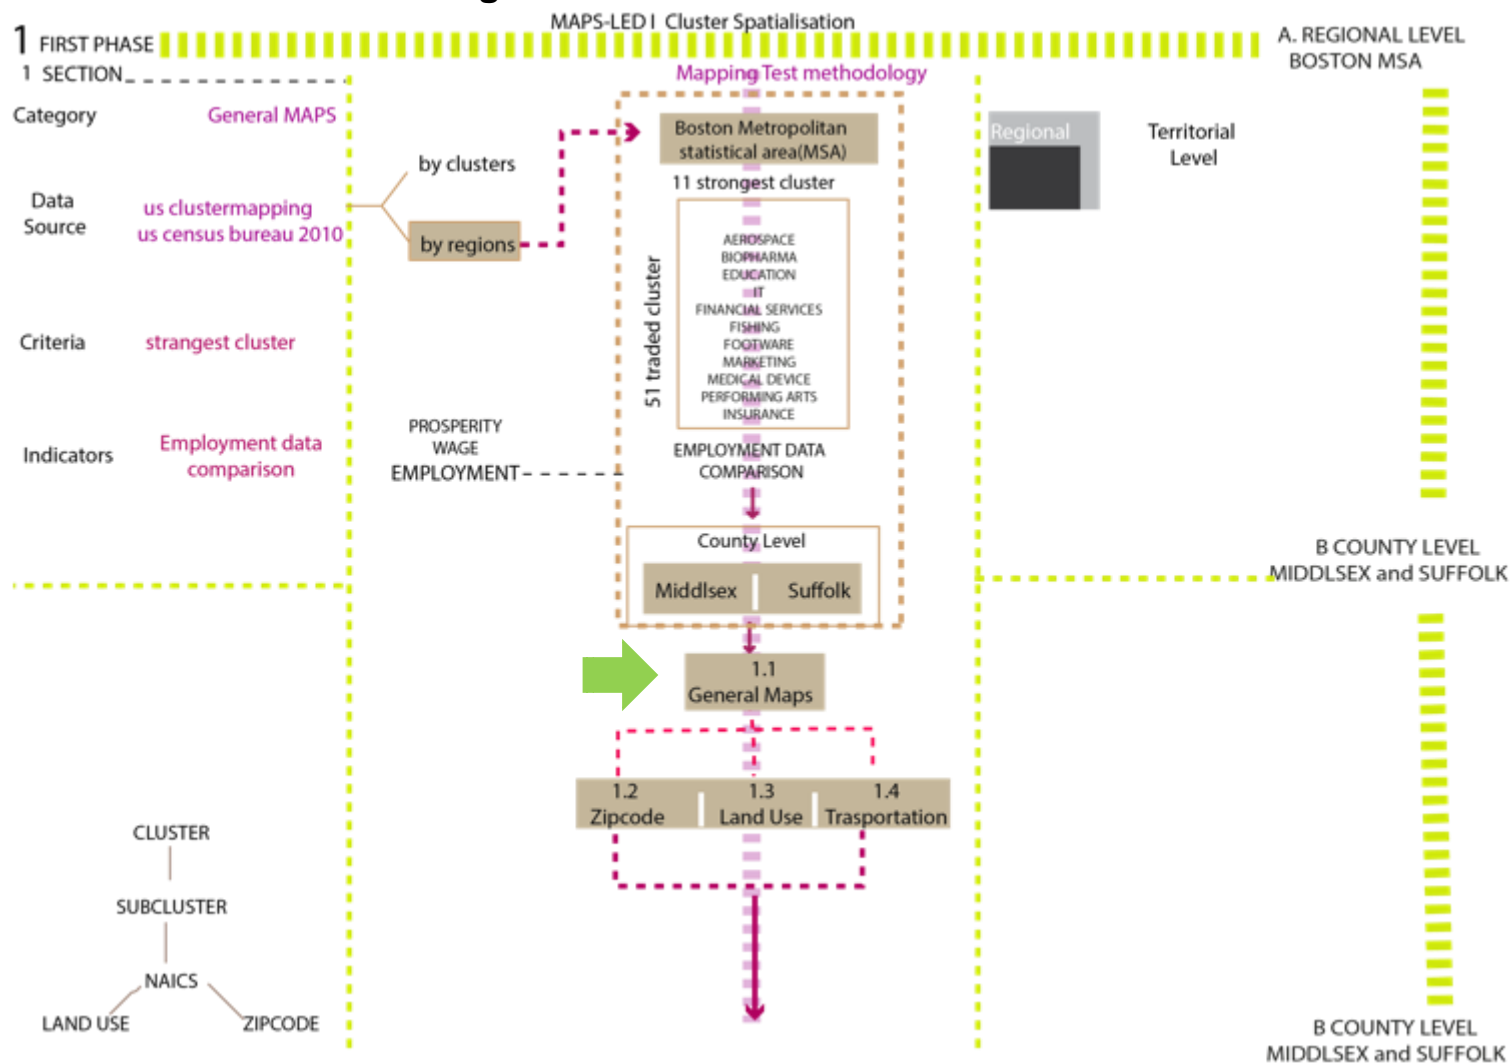 MAPS-LED I Cluster Spatialisation
1 FIRST PHASE
A. REGIONAL LEVEL
BOSTON MSA
1 SECTION
Mapping Test methodology
Category
General MAPS
Data
Source
us clustermapping
us census bureau 2010
by clusters
by regions
Criteria
strangest cluster
Indicators
Employment data
comparison
PROSPERITY
WAGE
EMPLOYMENT
Boston Metropolitan
statistical area(MSA)
11 strongest cluster
51 traded cluster
AEROSPACE
BIOPHARMA
EDUCATION
IT
FINANCIAL SERVICES
FISHING
FOOTWARE
MARKETING
MEDICAL DEVICE
PERFORMING ARTS
INSURANCE
EMPLOYMENT DATA
COMPARISON
County Level
Middlsex
Suffolk
Regional
Territorial
Level
B COUNTY LEVEL
MIDDLSEX and SUFFOLK
1.1
General Maps
1.2
Zipcode
1.3
Land Use
1.4
Trasportation
CLUSTER
SUBCLUSTER
NAICS
LAND USE
ZIPCODE
B COUNTY LEVEL
MIDDLSEX and SUFFOLK